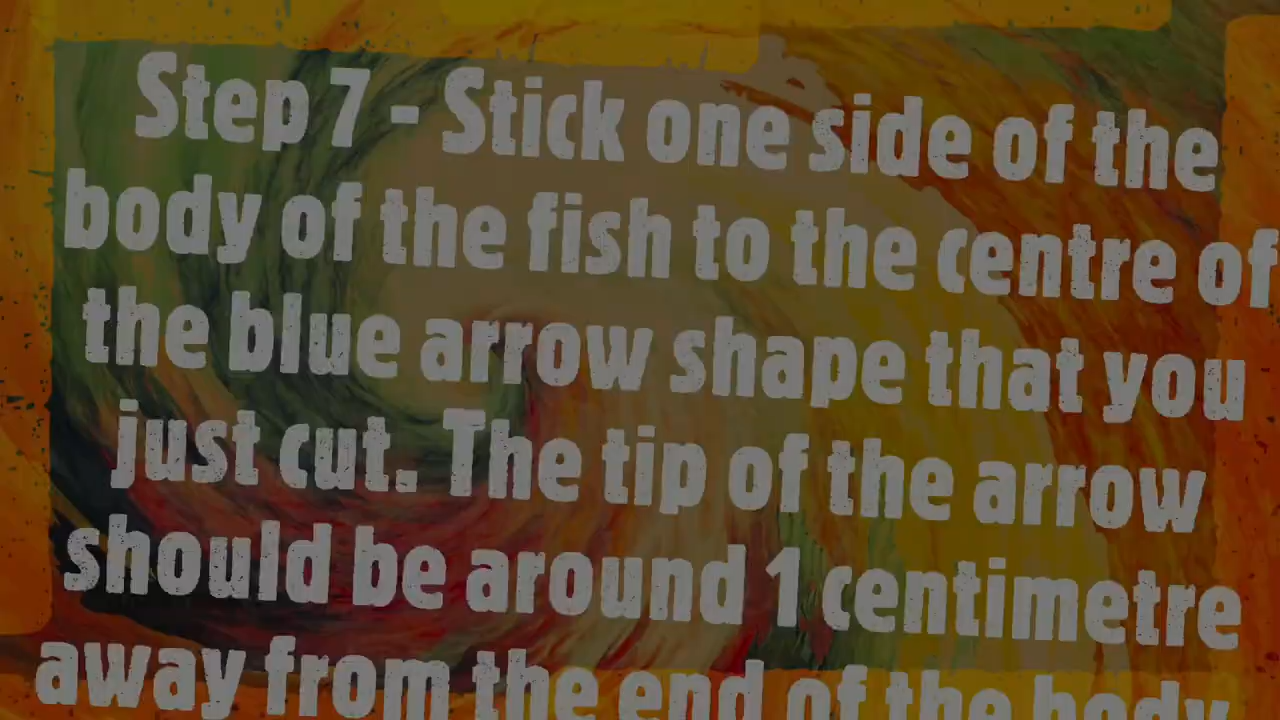 Step 7 - Stick one side of the
body of the fish to the centre of
the blue arrow shape that you
just cut. The tip of the arrow
should be around 1 centimetre
away from the end of the body